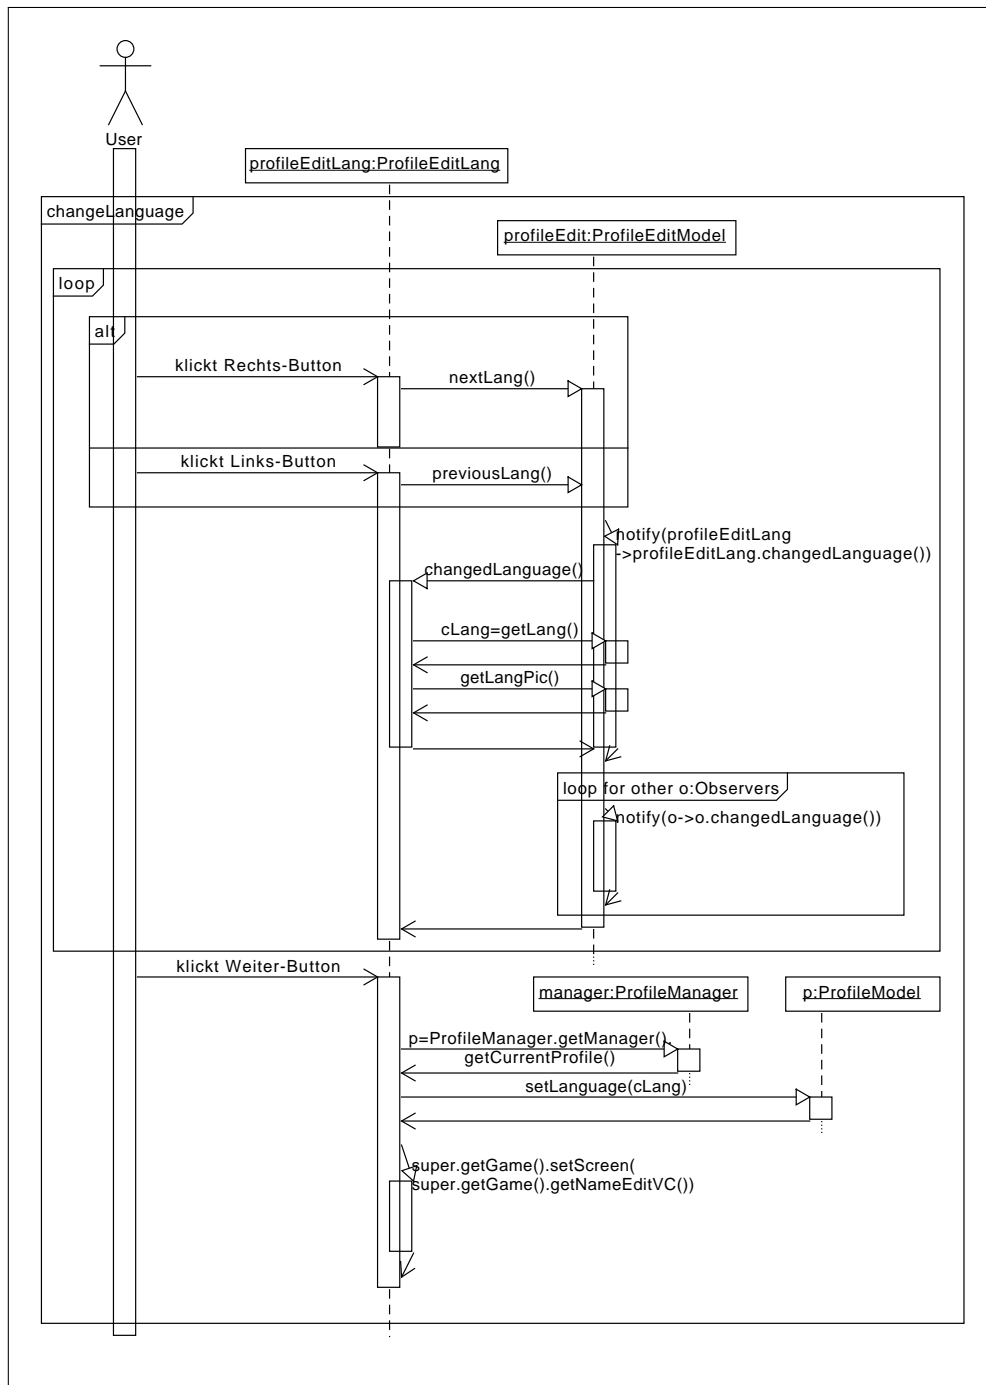 User
profileEditLang:ProfileEditLang
changeLanguage
profileEdit:ProfileEditModel
loop
alt
klickt Rechts-Button
nextLang()
klickt Links-Button
previousLang()
notify(profileEditLang
->profileEditLang.changedLanguage())
changedLanguage()
cLang=getLang()
getLangPic()
loop for other o:Observers
notify(o->o.changedLanguage())
klickt Weiter-Button
manager:ProfileManager
p:ProfileModel
p=ProfileManager.getManager().
getCurrentProfile()
setLanguage(cLang)
super.getGame().setScreen(
super.getGame().getNameEditVC())